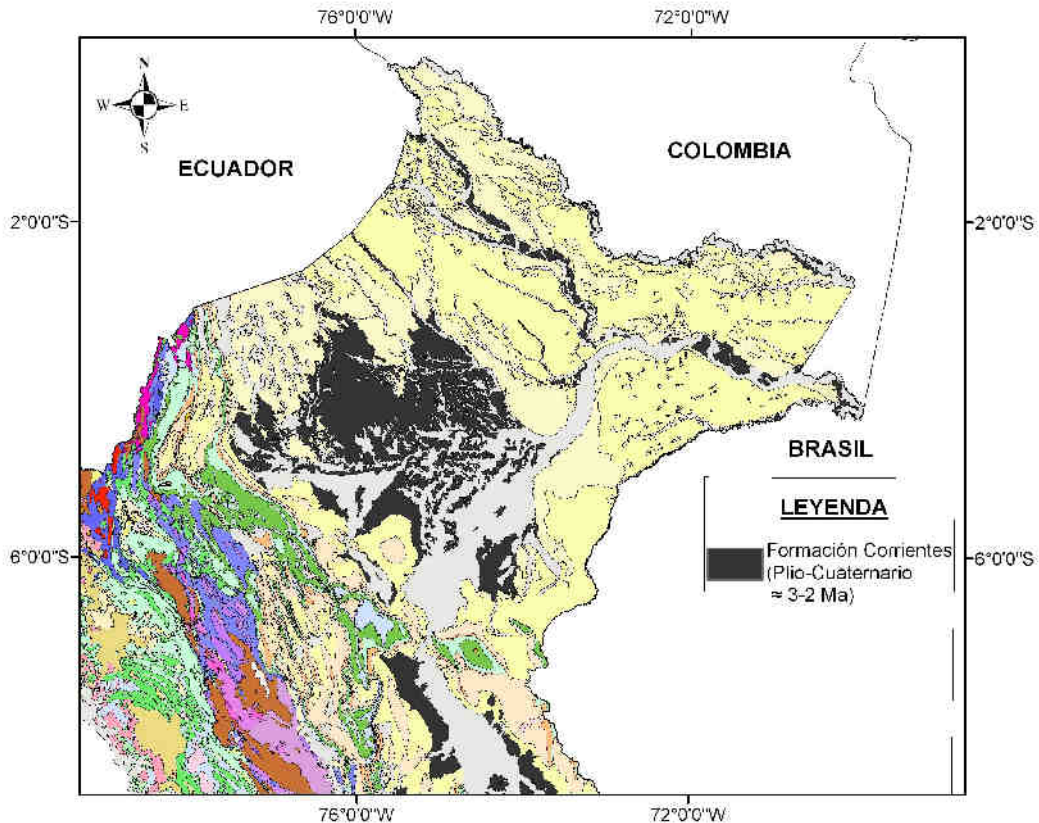 76°0'0"W
72°0'0"W
N
W
E
S
ECUADOR
COLOMBIA
2°0'0"S
2°0'0"S
BRASIL
LEYENDA
Formación Corrientes
(Plio-Cuaternario
≈ 3-2 Ma)
6°0'0"S
6°0'0"S
76°0'0"W
72°0'0"W